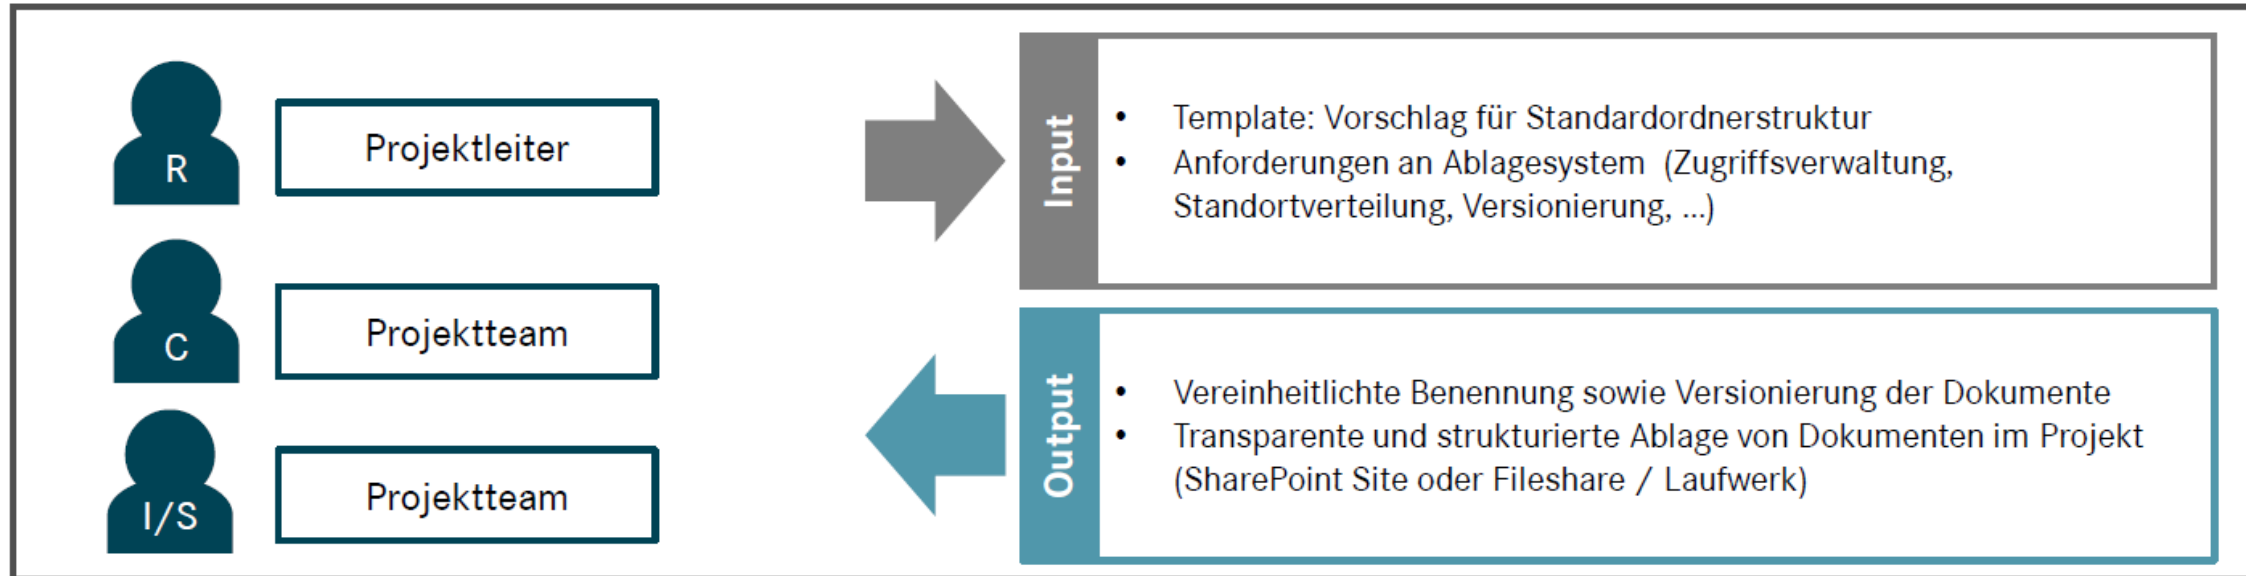 R
Projektleiter
C
Projektteam
I/S
Projektteam
Input
• Template: Vorschlag für Standardordnerstruktur
• Anforderungen an Ablagesystem (Zugriffsverwaltung,
Standortverteilung, Versionierung, ...)
Output
• Vereinheitlichte Benennung sowie Versionierung der Dokumente
• Transparente und strukturierte Ablage von Dokumenten im Projekt
(SharePoint Site oder Fileshare / Laufwerk)